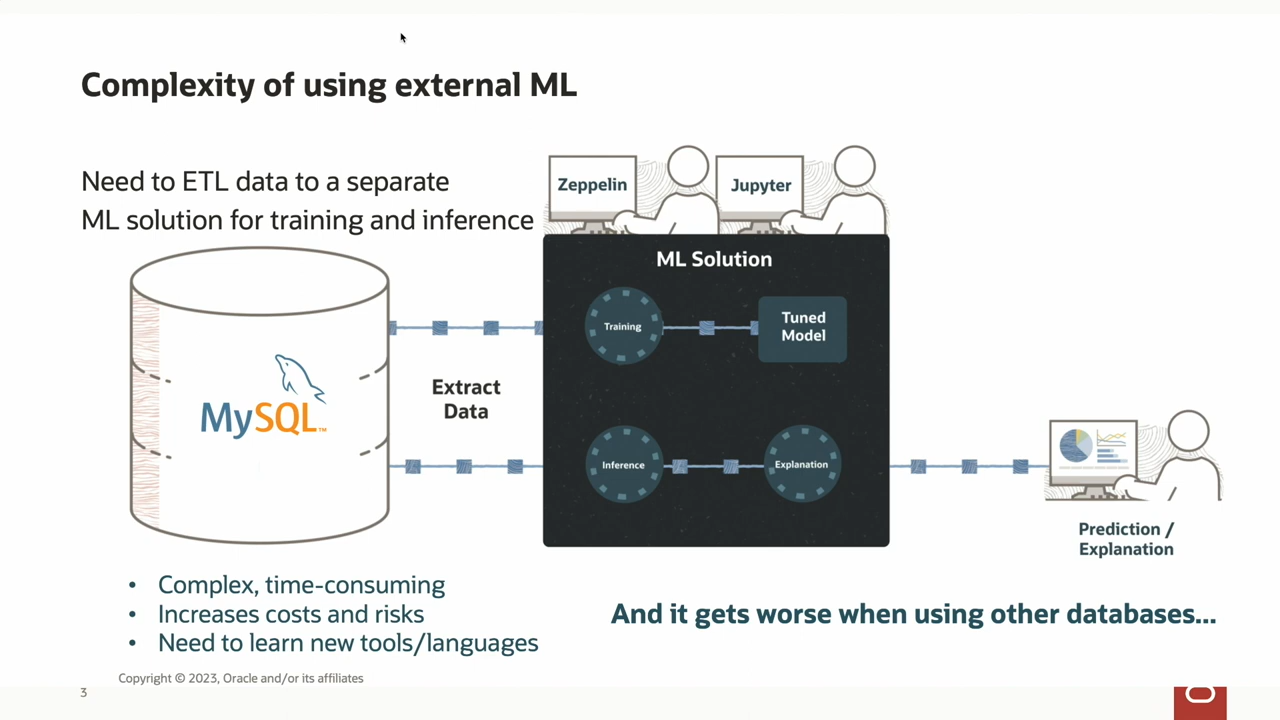 Complexity of using external ML
Need to ETL data to a separate
ML solution for training and inference
Zeppelin
Jupyter
ML Solution
Training
Tuned
Model
MySQL™
Extract
Data
Inference
Explanation
Prediction /
Explanation
• Complex, time-consuming
• Increases costs and risks
• Need to learn new tools/languages
And it gets worse when using other databases...
Copyright © 2023, Oracle and/or its affiliates
3